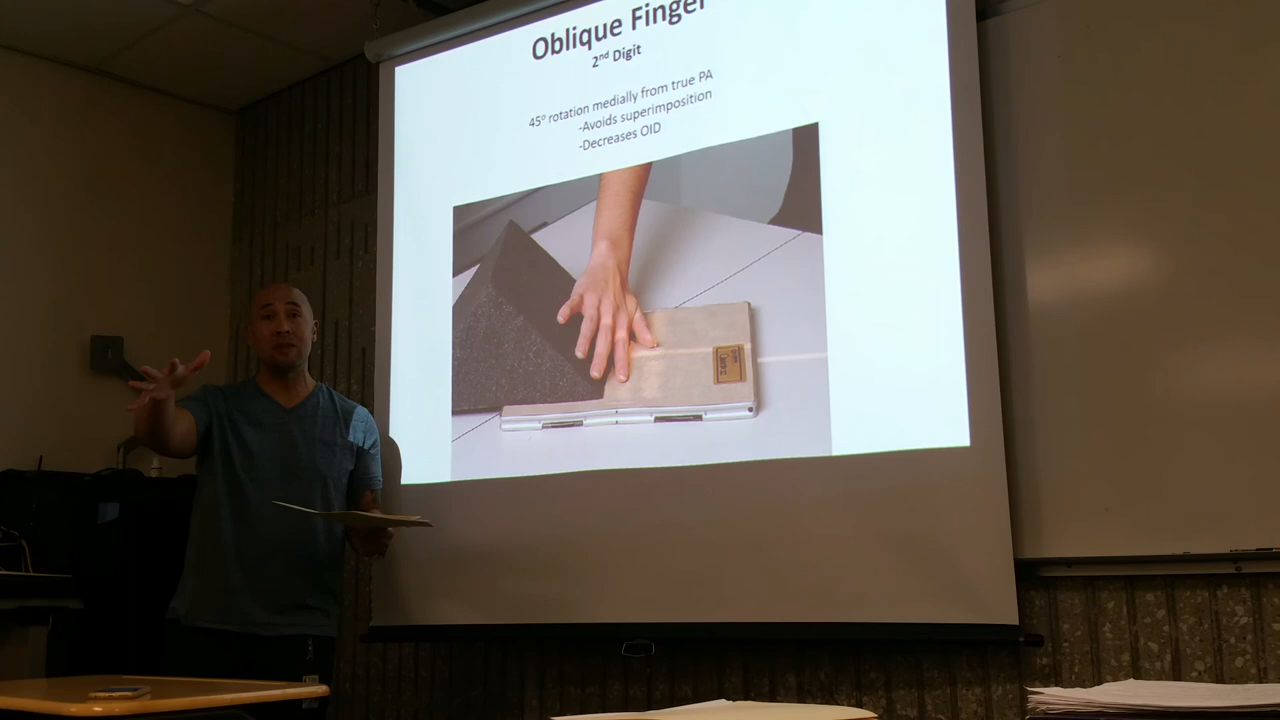 Oblique Finger
2nd Digit
45° rotation medially from true PA
-Avoids superimposition
-Decreases OID